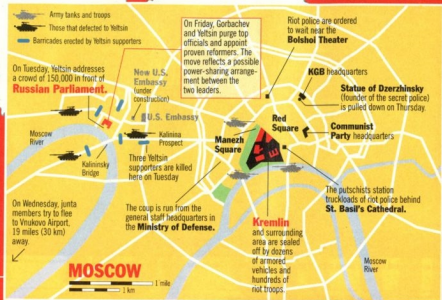 Army tanks and troops
Those that defected to Yeltsin
Barricades erected by Yeltsin supporters
On Friday, Gorbachev
and Yeltsin purge top
officials and appoint
proven reformers. The
move reflects a possible
power-sharing arrange-
ment between the
two leaders.
Riot police are ordered
to wait near the
Bolshoi Theater
On Tuesday, Yeltsin addresses
a crowd of 150,000 in front of
Russian Parliament.
New U.S.
Embassy
(under
construction)
U.S. Embassy
KGB headquarters
Statue of Dzerzhinsky
(founder of the secret police)
is pulled down on Thursday.
Moscow
River
Kalinina
Prospect
Manezh
Square
Red
Square
Communist
Party headquarters
Kalininsky
Bridge
Three Yeltsin
supporters are killed
here on Tuesday
On Wednesday, junta
members try to flee
to Vnukovo Airport,
19 miles (30 km)
away.
The coup is run from the
general staff headquarters in
the Ministry of Defense.
Kremlin
and surrounding
area are sealed
off by dozens
of armored
vehicles and
hundreds of
riot troops.
The putschists station
truckloads of riot police behind
St. Basil's Cathedral.
MOSCOW
1 mile
1 km
Moscow
River